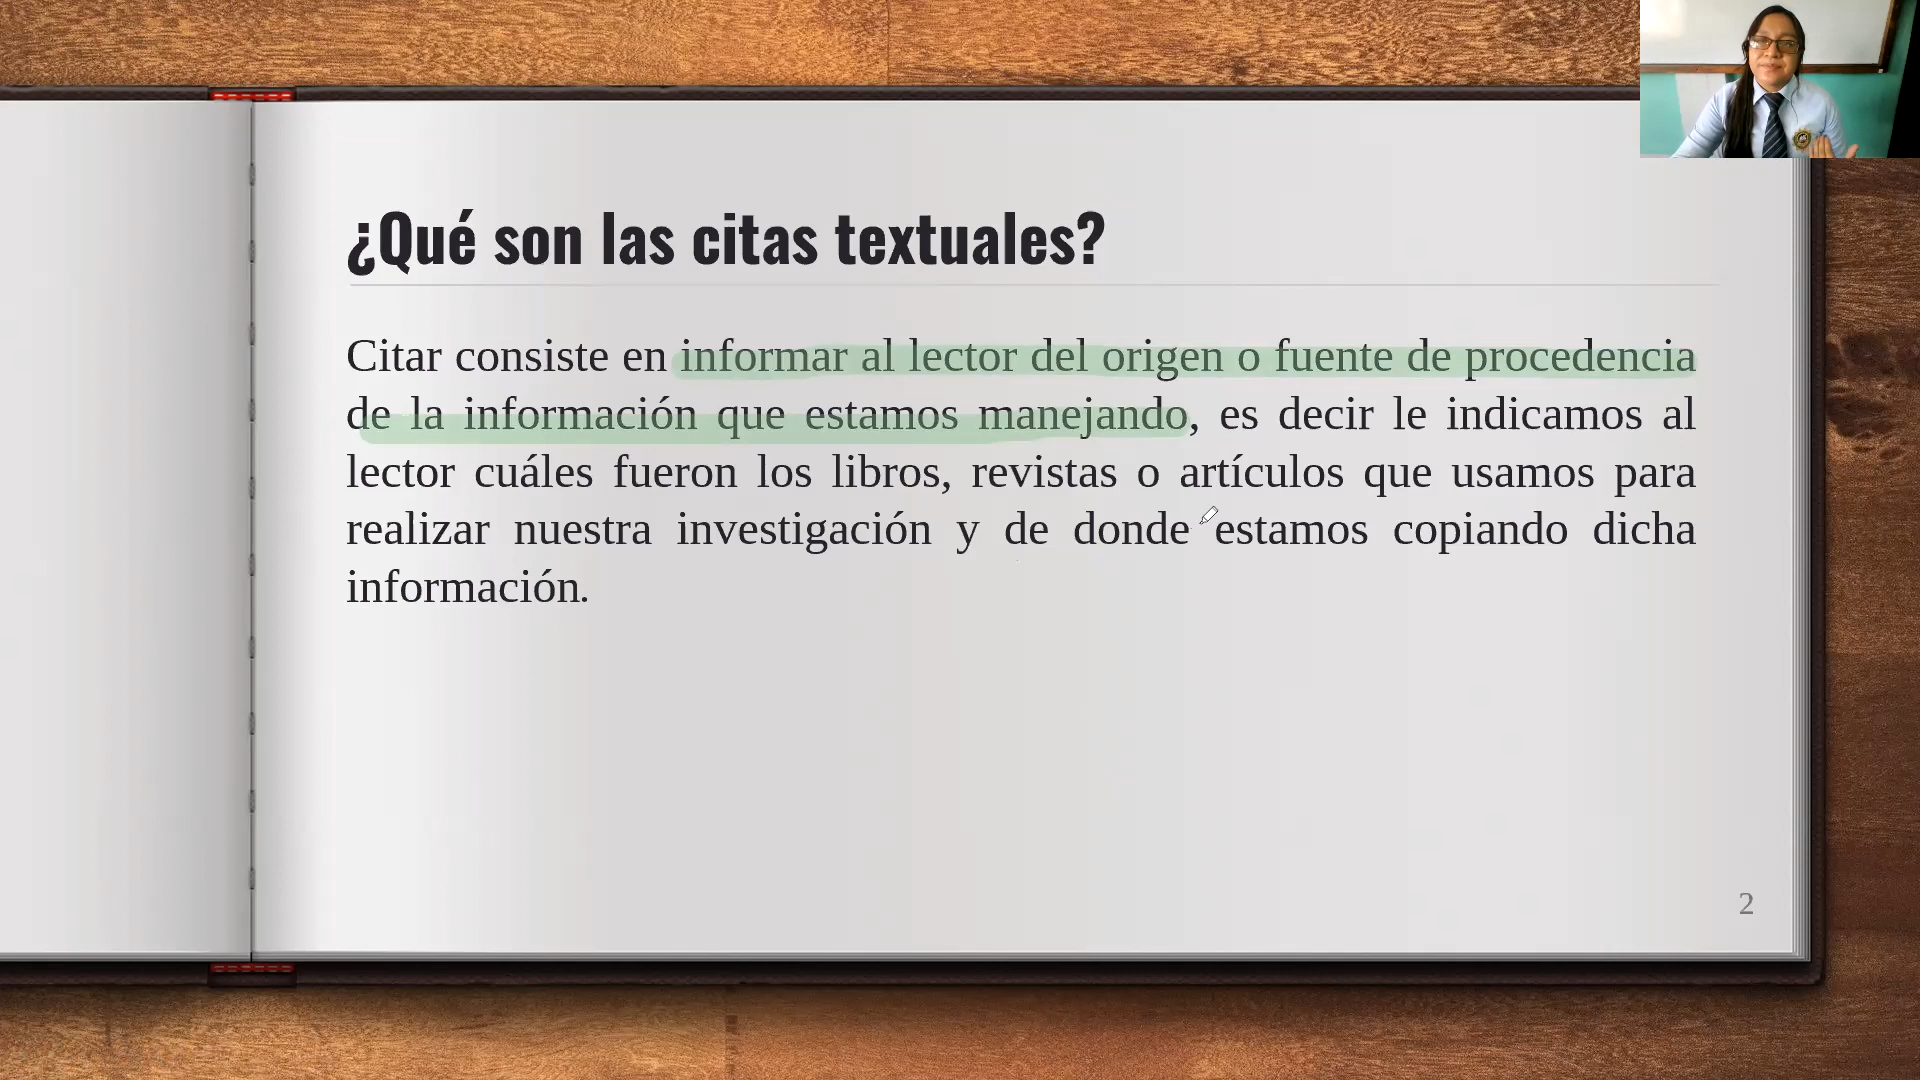 ¿Qué son las citas textuales?
Citar consiste en informar al lector del origen o fuente de procedencia
de la información que estamos manejando, es decir le indicamos al
lector cuáles fueron los libros, revistas o artículos que usamos para
realizar nuestra investigación y de donde estamos copiando dicha
información.
2